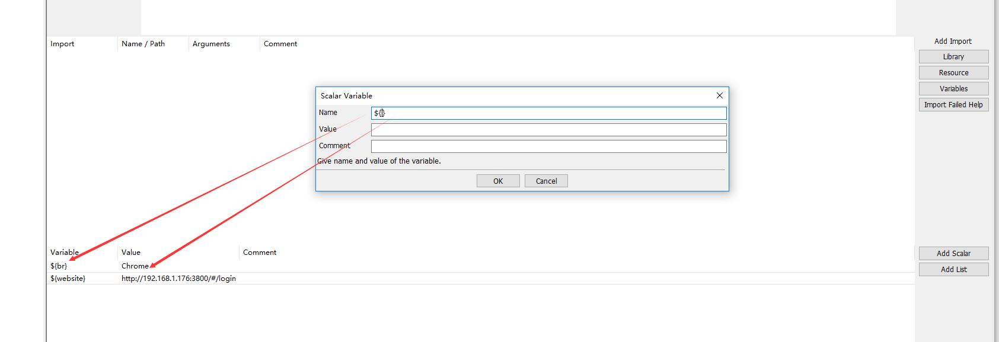 Import Name / Path Arguments Comment
Add Import
Library
Resource
Variables
Import Failed Help
Scalar Variable
Name ${}
Value
Comment
Give name and value of the variable.
OK Cancel
Variable Value Comment
${br} Chrome
${website} http://192.168.1.176:3800/#/login
Add Scalar
Add List